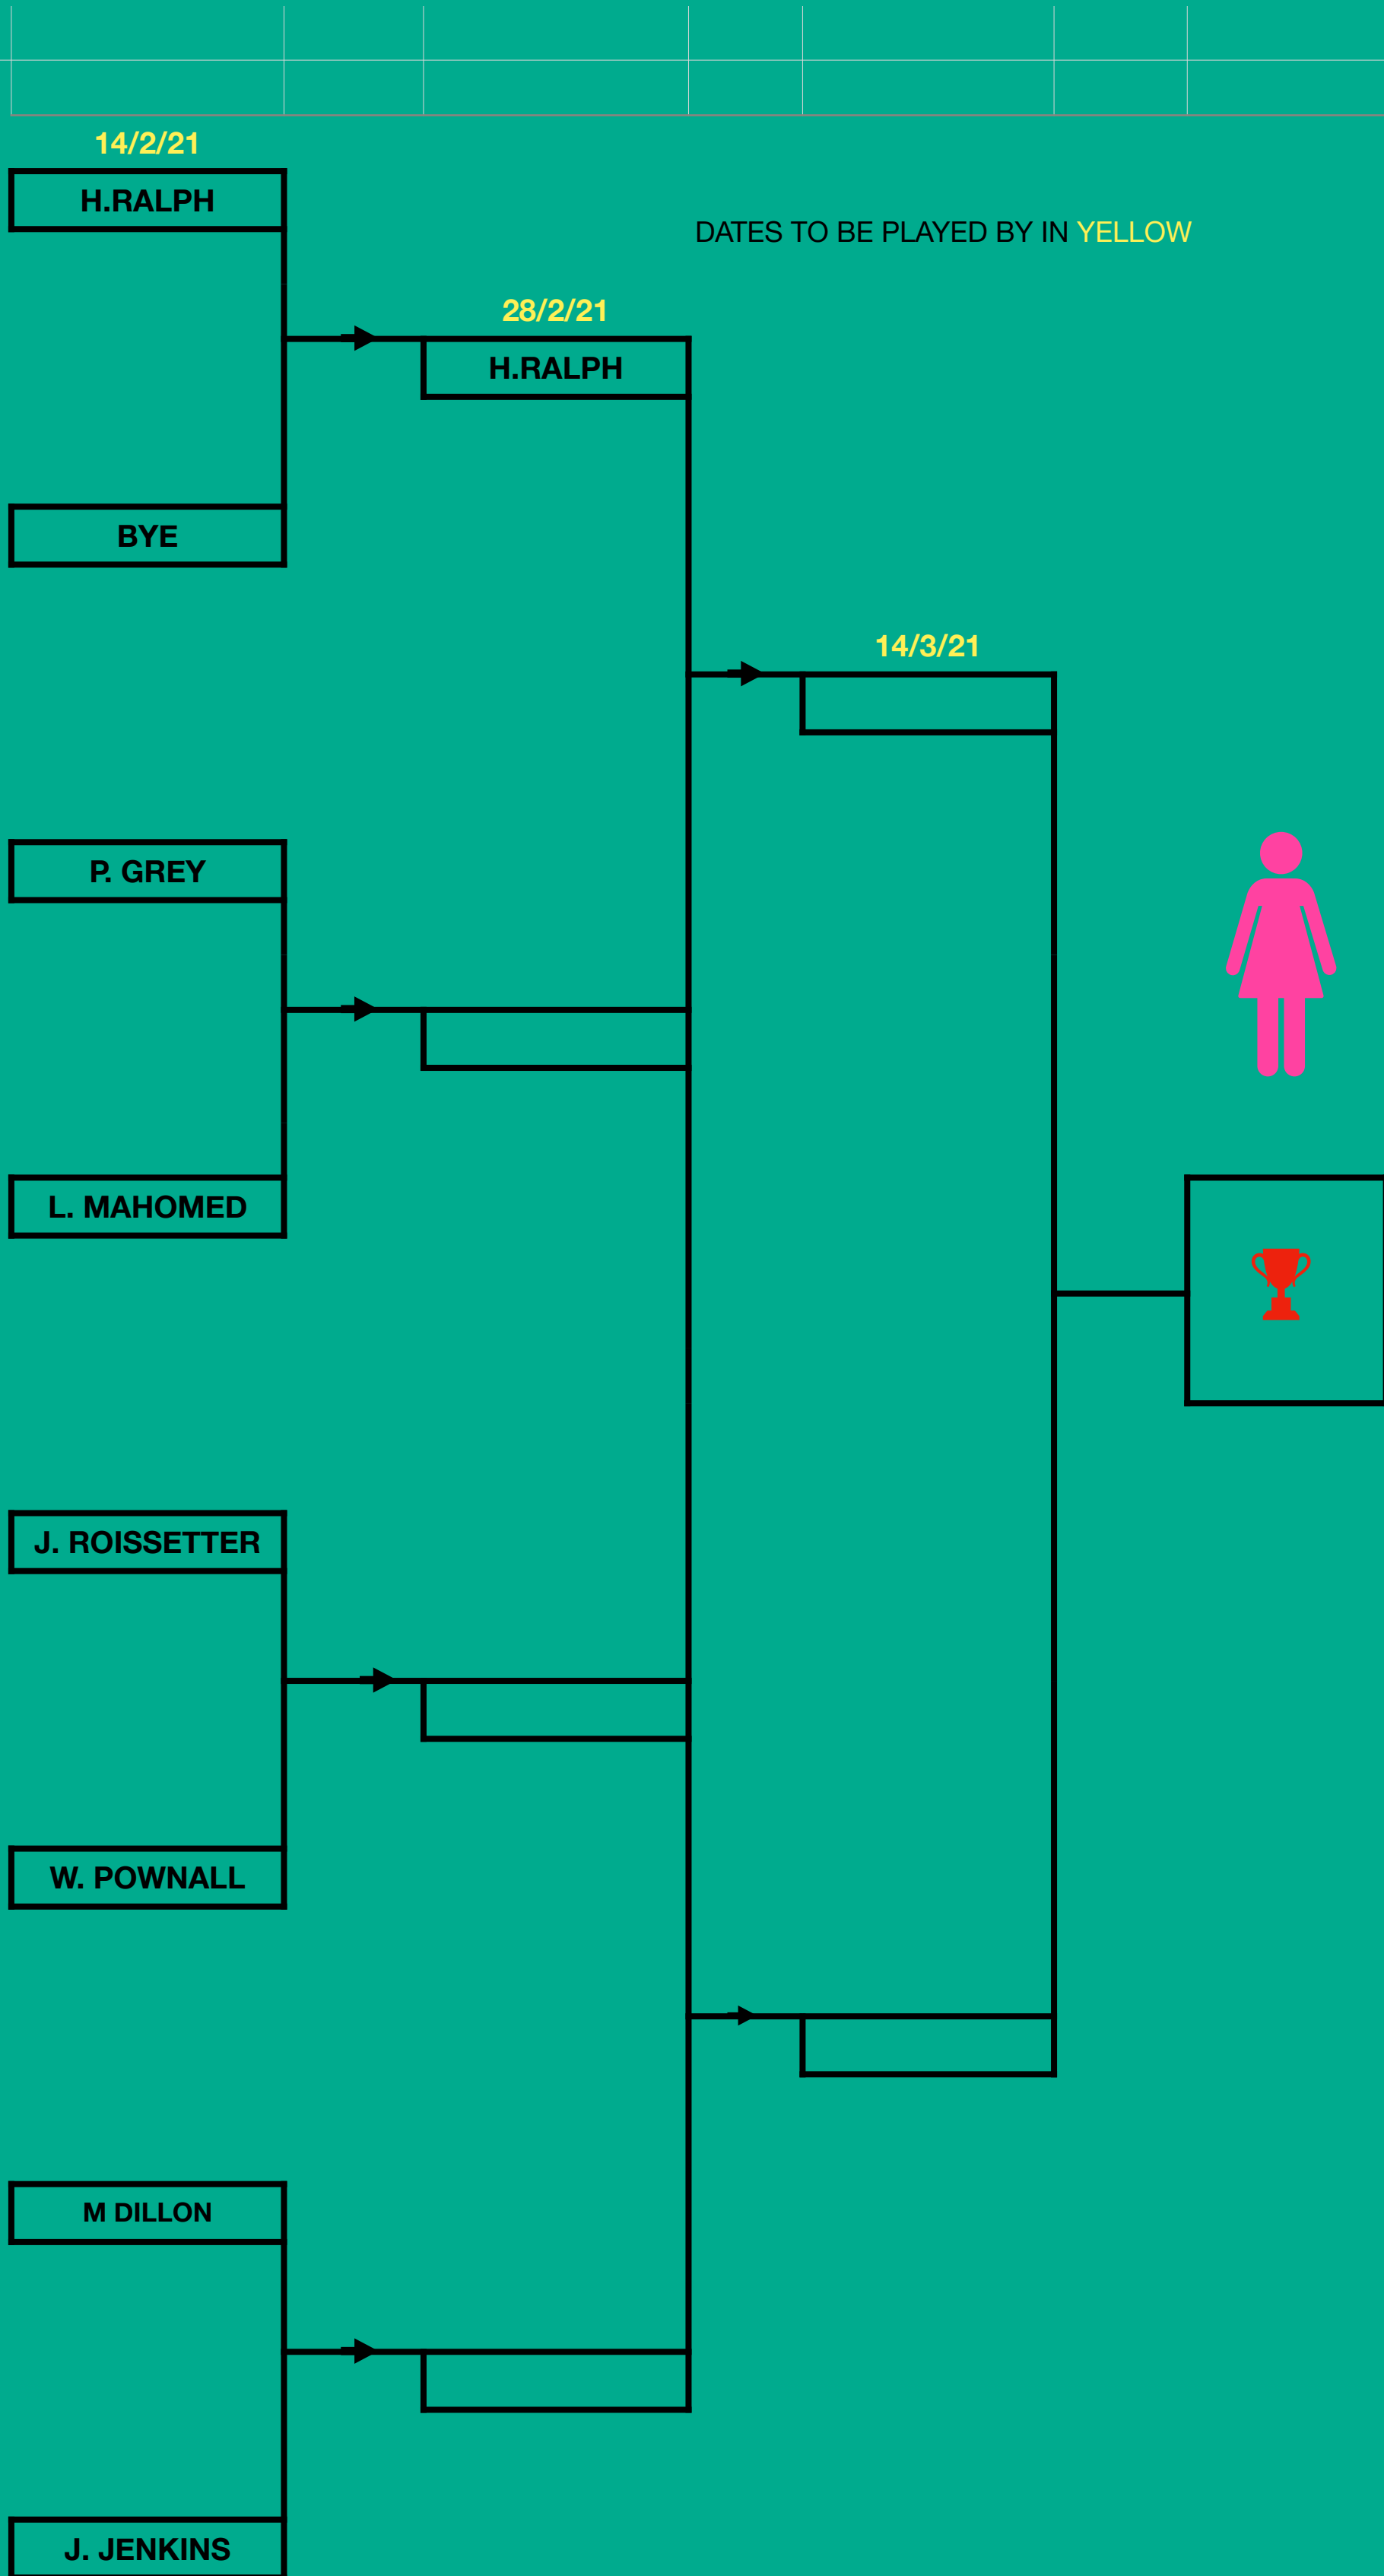 14/2/21
H.RALPH
DATES TO BE PLAYED BY IN YELLOW
28/2/21
H.RALPH
BYE
14/3/21
P. GREY
L. MAHOMED
J. ROISSETTER
W. POWNALL
M DILLON
J. JENKINS